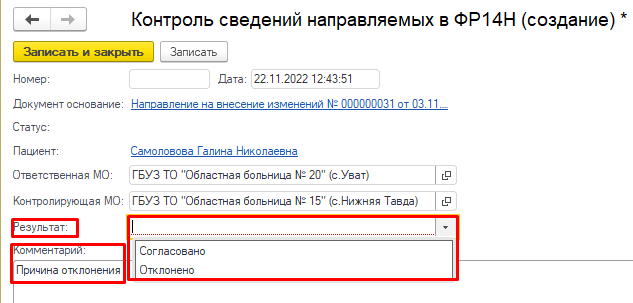 Контроль сведений направляемых в ФР14Н (создание) *
Записать и закрыть Записать
Номер: Дата: 22.11.2022 12:43:51
Документ основание: Направление на внесение изменений № 000000031 от 03.11....
Статус:
Пациент: Самоловова Галина Николаевна
Ответственная МО: ГБУЗ ТО "Областная больница № 20" (с.Уват)
Контролирующая МО: ГБУЗ ТО "Областная больница № 15" (с.Нижняя Тавда)
Результат:
Согласовано
Комментарий:
Отклонено
Причина отклонения